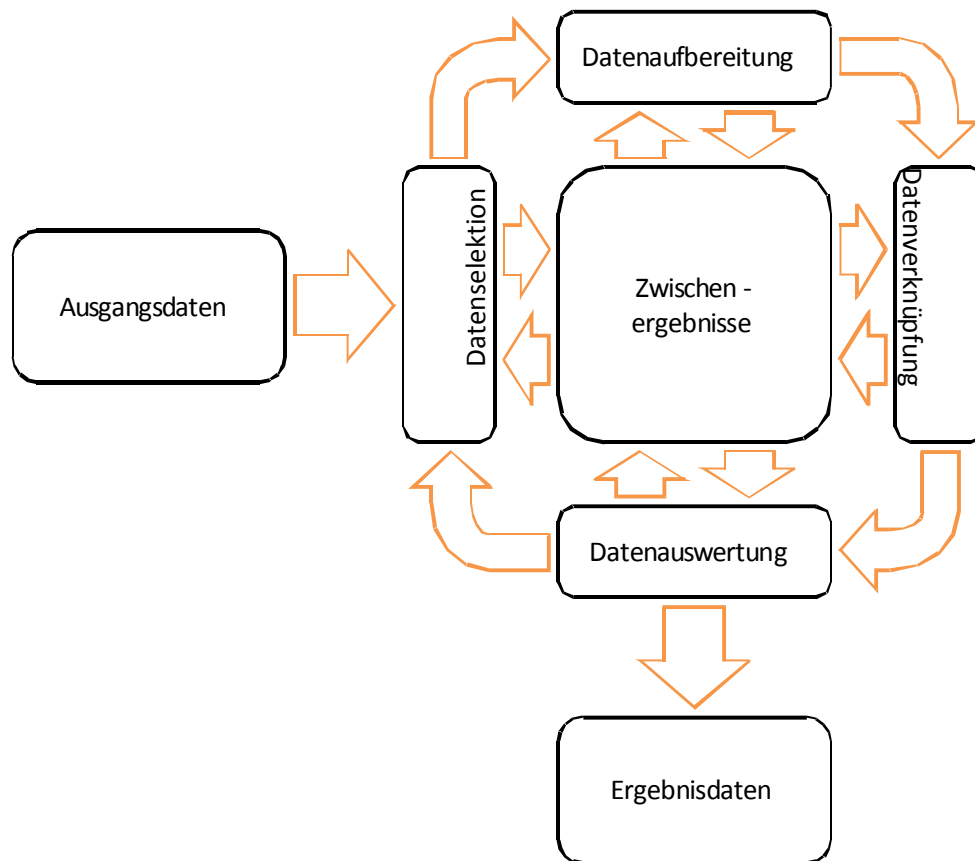 Datenaufbereitung
Ausgangsdaten
Datenselektion
Zwischen -
ergebnisse
Datenverknüpfung
Datenauswertung
Ergebnisdaten